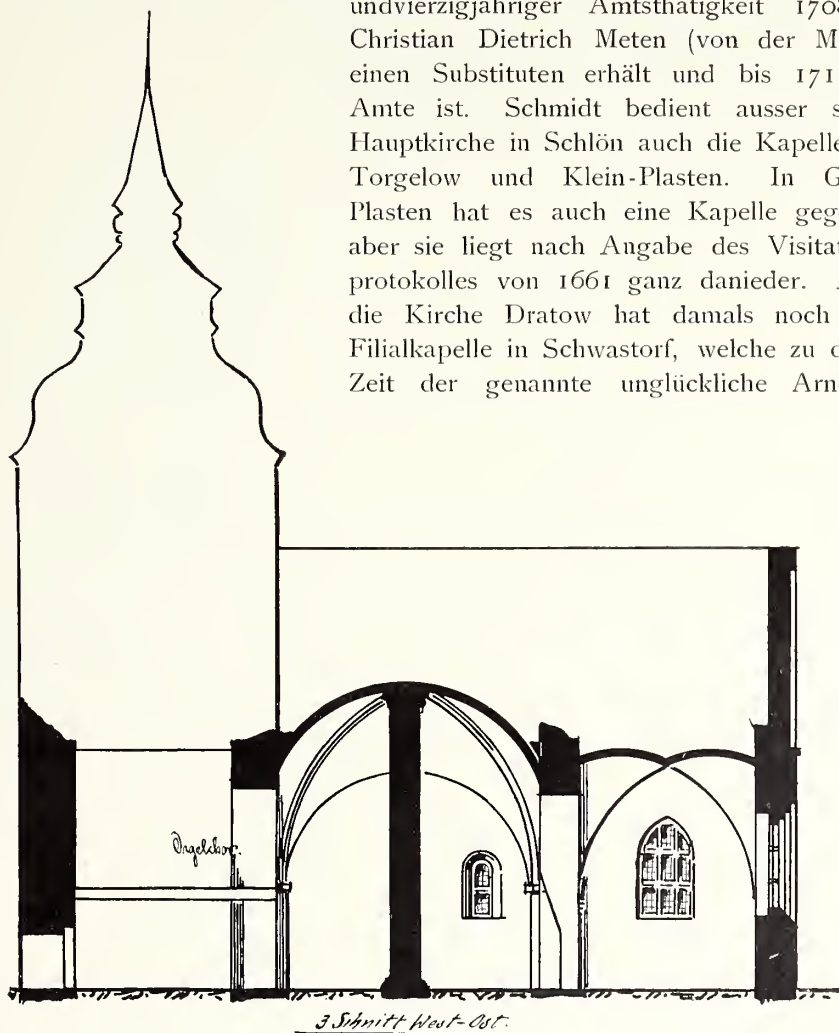 undvierzigjähriger Amtsthätigkeit 1708
Christian Dietrich Meten (von der M
einen Substituten erhält und bis 171
Amte ist. Schmidt bedient ausser s
Hauptkirche in Schlön auch die Kapelle
Torgelow und Klein-Plasten. In G
Plasten hat es auch eine Kapelle geg
aber sie liegt nach Angabe des Visitat
protokolles von 1661 ganz danieder. 
die Kirche Dratow hat damals noch
Filialkapelle in Schwastorf, welche zu d
Zeit der genannte unglückliche Arn
Orgelchor.
3 Schnitt West-Ost.